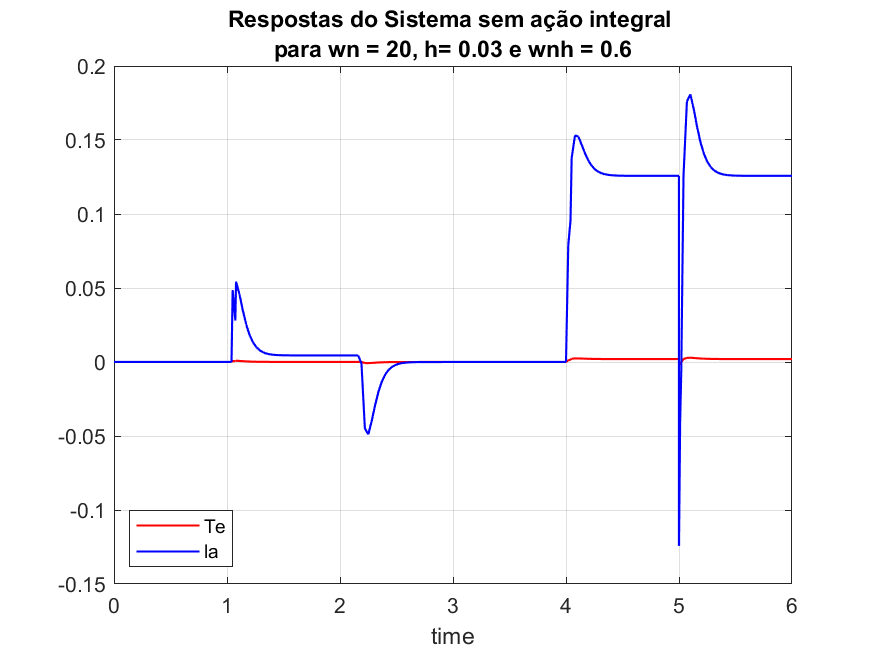 Respostas do Sistema sem ação integral
para wn = 20, h= 0.03 e wnh = 0.6
0.2
0.15
0.1
0.05
0
-0.05
-0.1
-0.15
Te
Ia
0 1 2 3 4 5 6
time